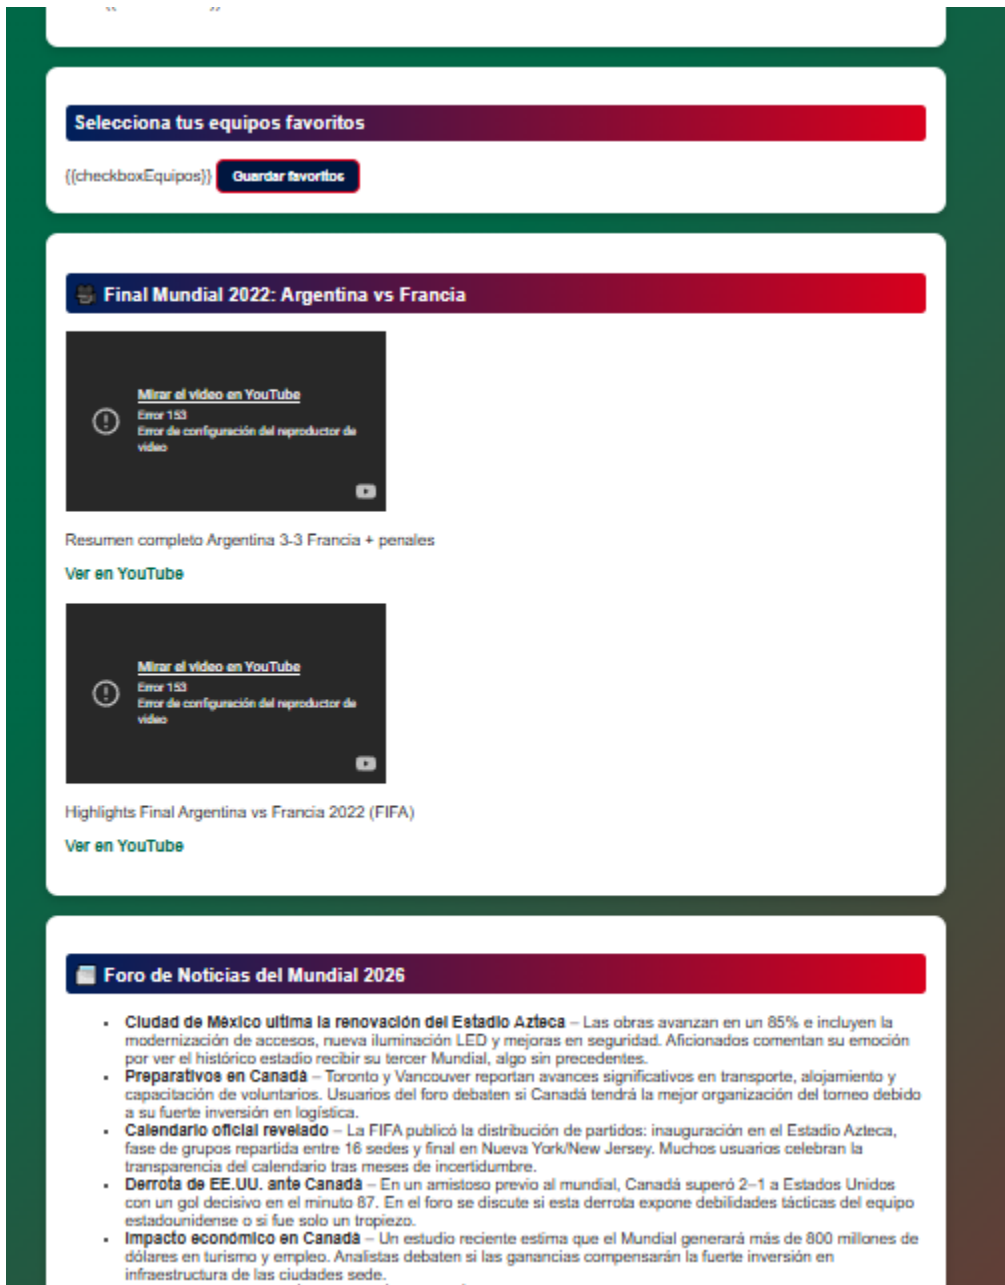 Selecciona tus equipos favoritos
{{checkboxEquipos}} Guardar favoritos
Final Mundial 2022: Argentina vs Francia
Mirar el video en YouTube
Error 153
Error de configuración del reproductor de
video
Resumen completo Argentina 3-3 Francia + penales
Ver en YouTube
Mirar el video en YouTube
Error 153
Error de configuración del reproductor de
video
Highlights Final Argentina vs Francia 2022 (FIFA)
Ver en YouTube
Foro de Noticias del Mundial 2026
• Ciudad de México ultima la renovación del Estadio Azteca – Las obras avanzan en un 85% e incluyen la
modernización de accesos, nueva iluminación LED y mejoras en seguridad. Aficionados comentan su emoción
por ver el histórico estadio recibir su tercer Mundial, algo sin precedentes.
• Preparativos en Canadá – Toronto y Vancouver reportan avances significativos en transporte, alojamiento y
capacitación de voluntarios. Usuarios del foro debaten si Canadá tendrá la mejor organización del torneo debido
a su fuerte inversión en logística.
• Calendario oficial revelado – La FIFA publicó la distribución de partidos: inauguración en el Estadio Azteca,
fase de grupos repartida entre 16 sedes y final en Nueva York/New Jersey. Muchos usuarios celebran la
transparencia del calendario tras meses de incertidumbre.
• Derrota de EE.UU. ante Canadá – En un amistoso previo al mundial, Canadá superó 2–1 a Estados Unidos
con un gol decisivo en el minuto 87. En el foro se discute si esta derrota expone debilidades tácticas del equipo
estadounidense o si fue solo un tropiezo.
• Impacto económico en Canadá – Un estudio reciente estima que el Mundial generará más de 800 millones de
dólares en turismo y empleo. Analistas debaten si las ganancias compensarán la fuerte inversión en
infraestructura de las ciudades sede.